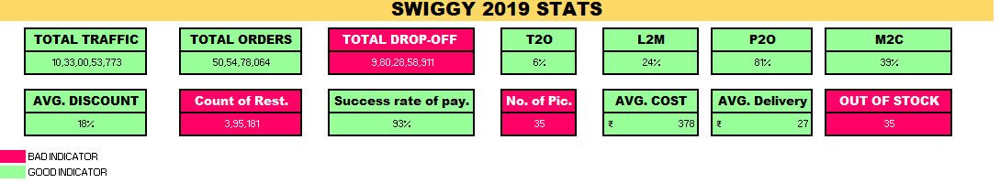 SWIGGY 2019 STATS
TOTAL TRAFFIC TOTAL ORDERS TOTAL DROP-OFF T2O L2M P2O M2C
10,33,00,53,773 50,54,78,064 9,80,28,58,911 6% 24% 81% 39%
AVG. DISCOUNT Count of Rest. Success rate of pay. No. of Pic. AVG. COST AVG. Delivery OUT OF STOCK
18% 3,95,181 93% 35 ₹ 378 ₹ 27 35
BAD INDICATOR
GOOD INDICATOR